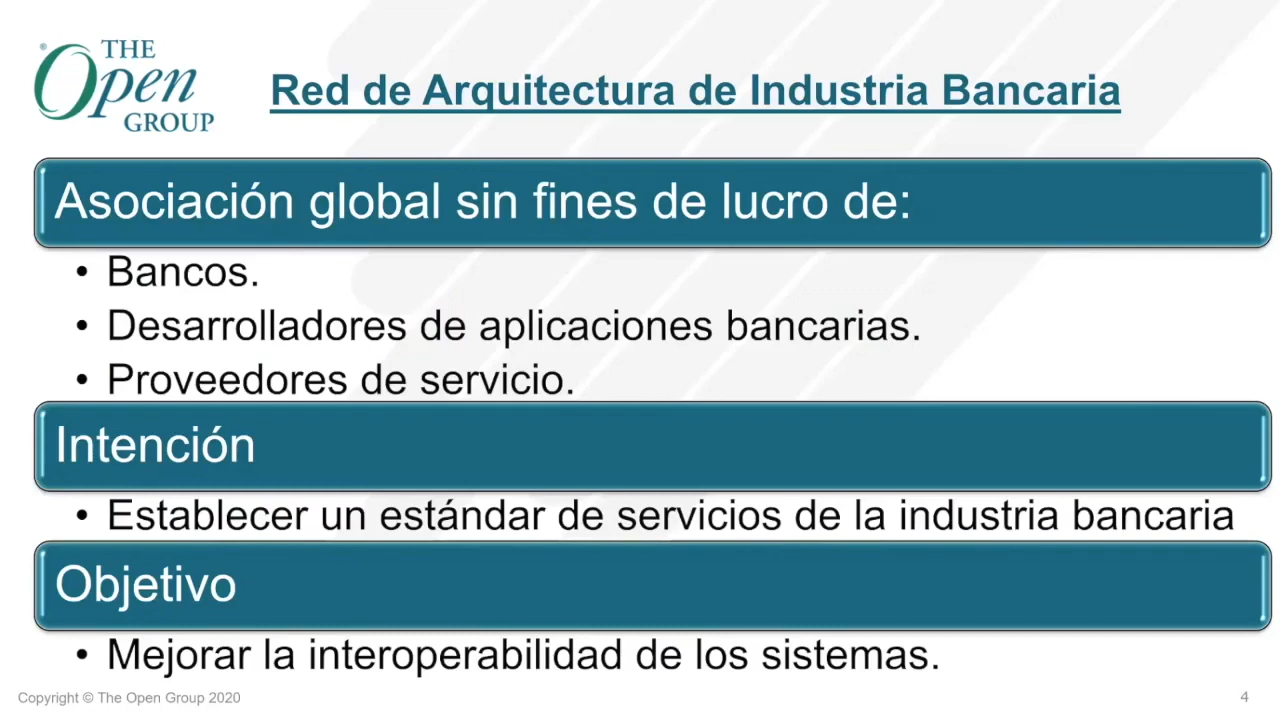 ® THE
Open
GROUP
Red de Arquitectura de Industria Bancaria
Asociación global sin fines de lucro de:
• Bancos.
• Desarrolladores de aplicaciones bancarias.
• Proveedores de servicio.
Intención
• Establecer un estándar de servicios de la industria bancaria
Objetivo
• Mejorar la interoperabilidad de los sistemas.
Copyright © The Open Group 2020
4